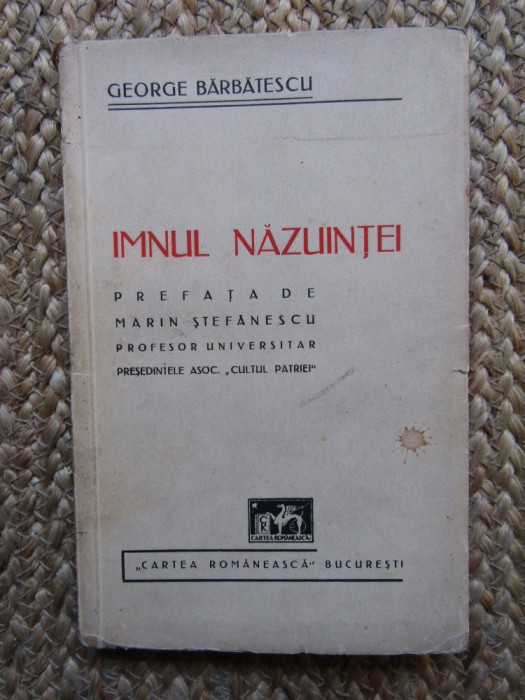 GEORGE BĂRBĂTESCU
IMNUL NĂZUINȚEI
PREFAȚA DE
MARIN ȘTEFĂNESCU
PROFESOR UNIVERSITAR
PREȘEDINTELE ASOC. „CULTUL PATRIEI"
CR
CARTEA ROMÂNEASCĂ
„CARTEA ROMÂNEASCĂ" BUCUREȘTI